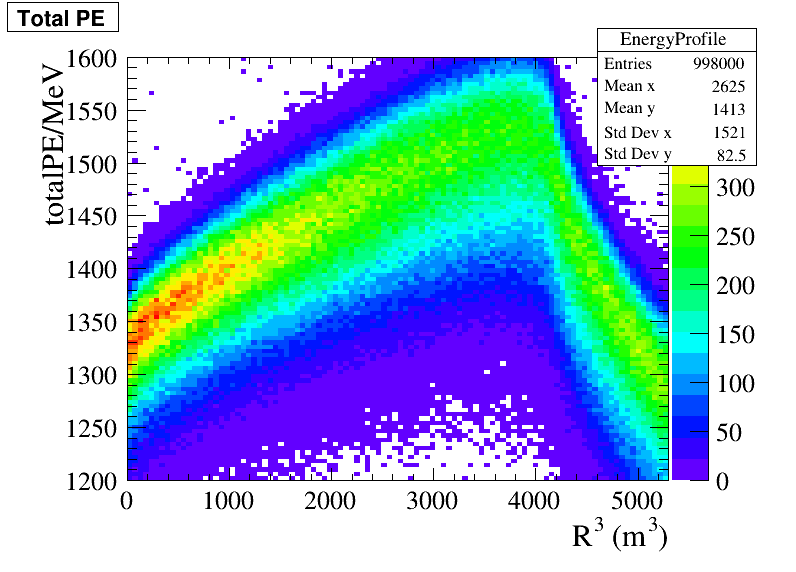 Total PE
EnergyProfile
Entries 998000
Mean x 2625
Mean y 1413
Std Dev x 1521
Std Dev y 82.5
totalPE/MeV
1600
1550
1500
1450
1400
1350
1300
1250
1200
0 1000 2000 3000 4000 5000
R³ (m³)
300
250
200
150
100
50
0